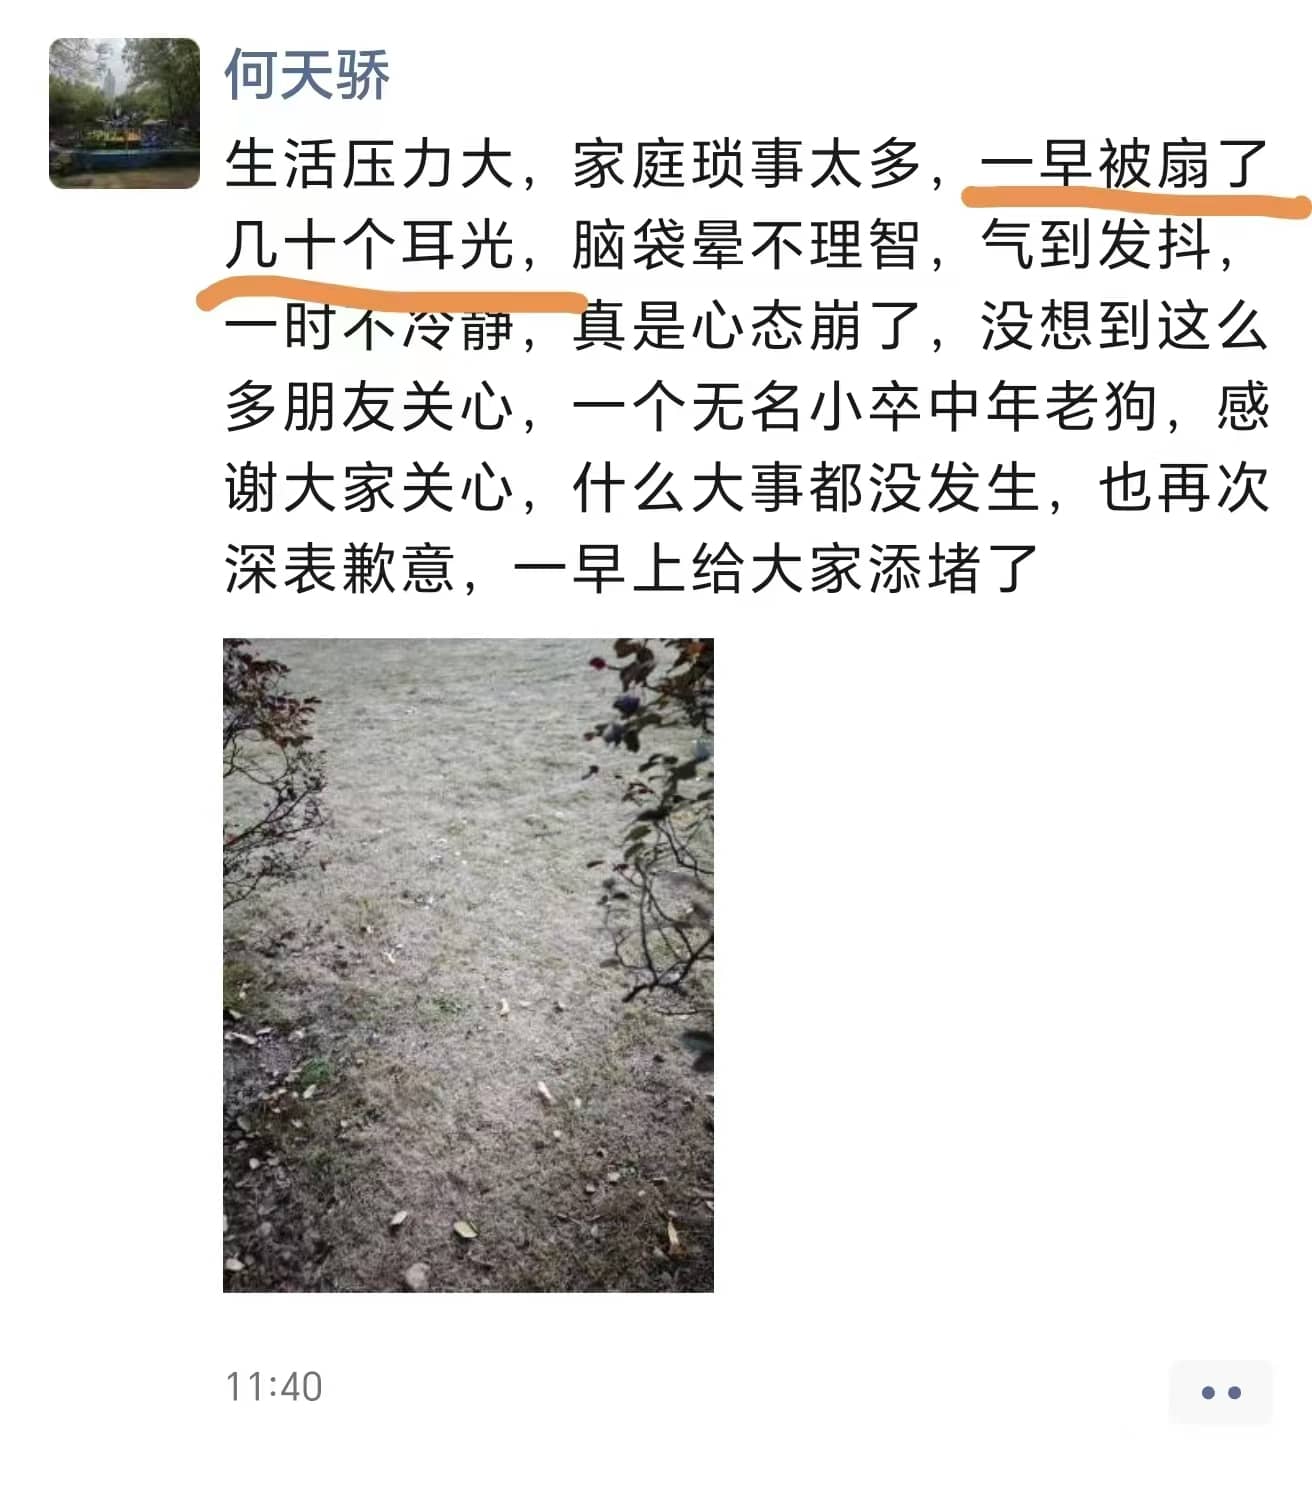 何天骄
生活压力大，家庭琐事太多，一早被扇了
几十个耳光，脑袋晕不理智，气到发抖，
一时不冷静，真是心态崩了，没想到这么
多朋友关心，一个无名小卒中年老狗，感
谢大家关心，什么大事都没发生，也再次
深表歉意，一早上给大家添堵了
11:40